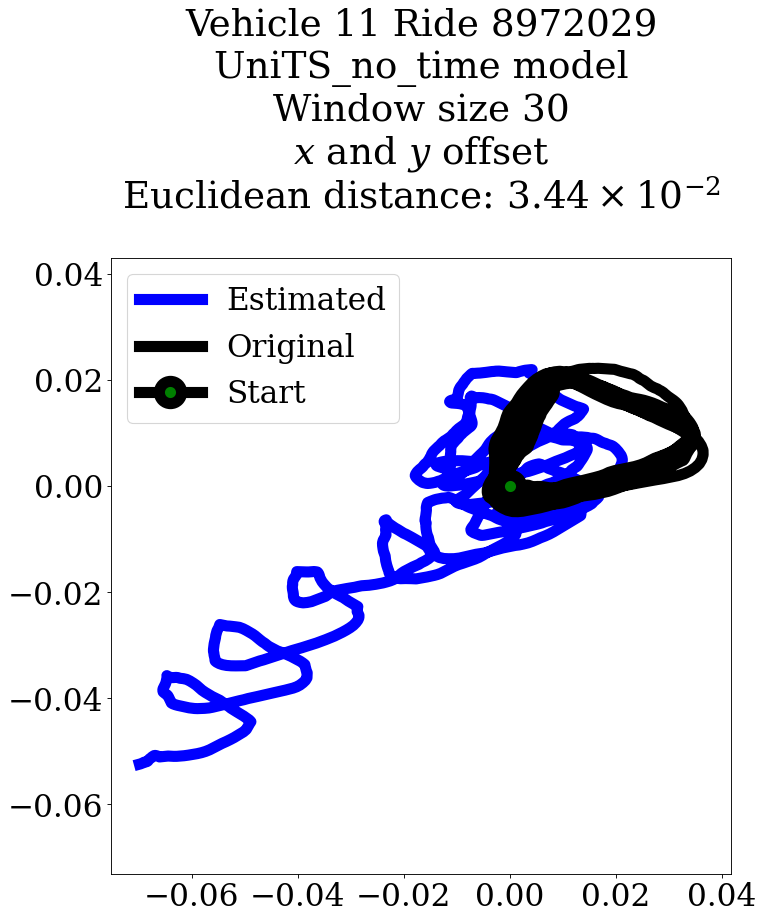 Vehicle 11 Ride 8972029
UniTS_no_time model
Window size 30
x and y offset
Euclidean distance: 3.44 × 10⁻²
Estimated
Original
Start
0.04
0.02
0.00
−0.02
−0.04
−0.06
−0.06 −0.04 −0.02 0.00 0.02 0.04